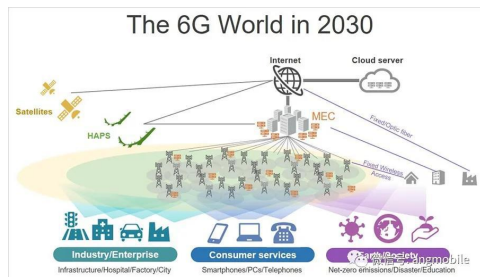 The 6G World in 2030
Internet
Cloud server
Satellites
MEC
HAPS
Fixed/Optic fiber
Fixed Wireless
Access
Industry/Enterprise
Consumer services
Infrastructure/Hospital/Factory/City
Smartphones/PCs/Telephones
Net-zero emissions/Disaster/Education
angmobile